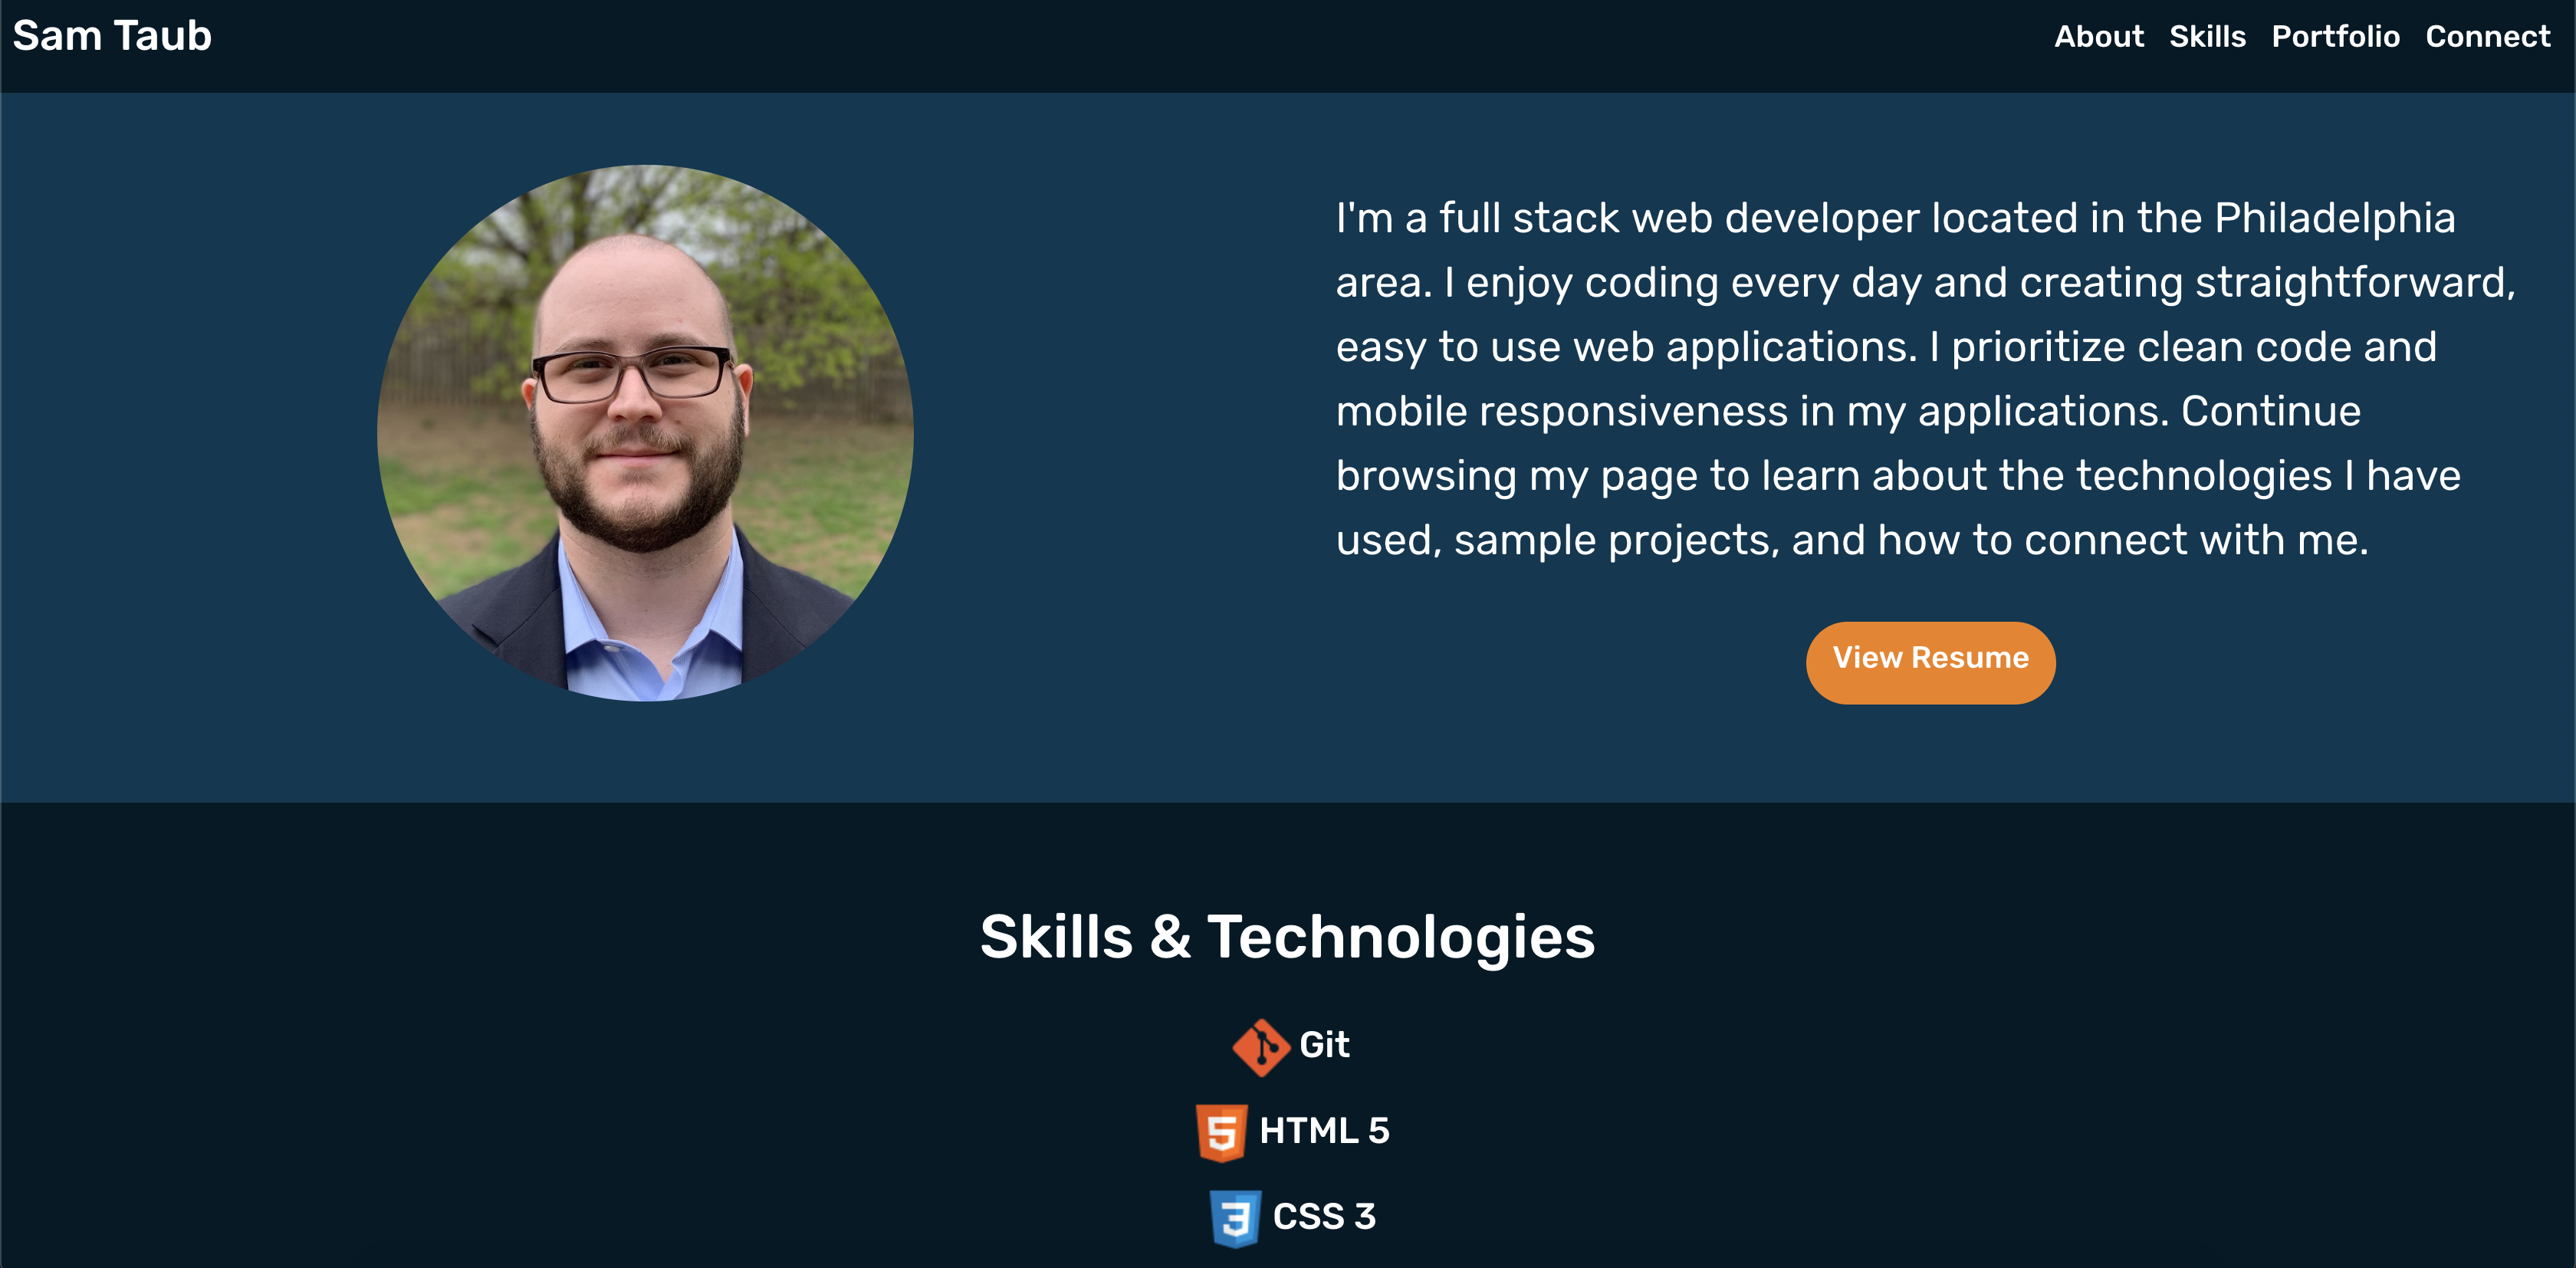 Sam Taub
About Skills Portfolio Connect
I'm a full stack web developer located in the Philadelphia
area. I enjoy coding every day and creating straightforward,
easy to use web applications. I prioritize clean code and
mobile responsiveness in my applications. Continue
browsing my page to learn about the technologies I have
used, sample projects, and how to connect with me.
View Resume
Skills & Technologies
Git
5 HTML 5
3 CSS 3